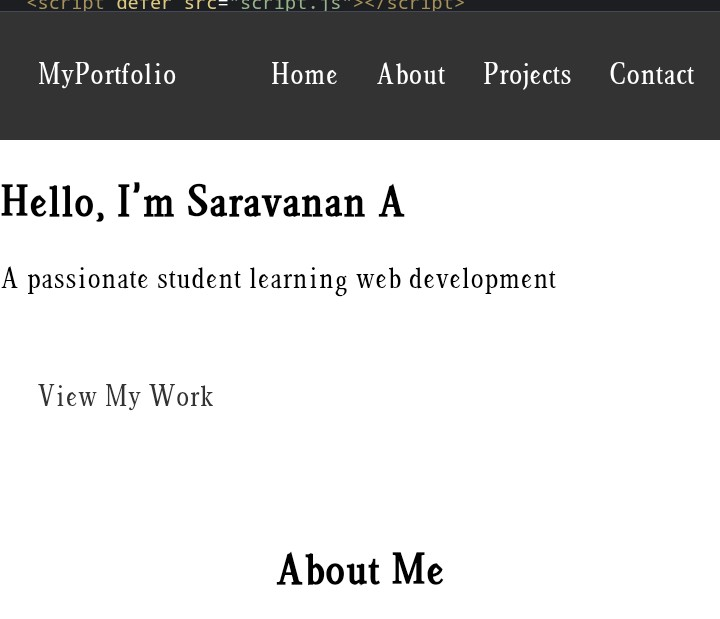 <script defer src="script.js"></script>
MyPortfolio Home About Projects Contact
Hello, I'm Saravanan A
A passionate student learning web development
View My Work
About Me